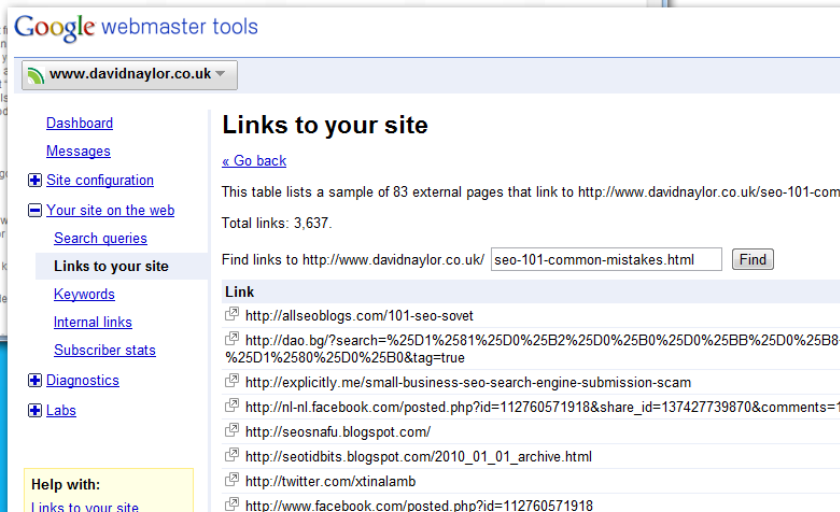 Google webmaster tools
www.davidnaylor.co.uk
Dashboard
Messages
Site configuration
Your site on the web
Search queries
Links to your site
Keywords
Internal links
Subscriber stats
Diagnostics
Labs
Help with:
Links to your site
Links to your site
« Go back
This table lists a sample of 83 external pages that link to http://www.davidnaylor.co.uk/seo-101-com
Total links: 3,637.
Find links to http://www.davidnaylor.co.uk/ seo-101-common-mistakes.html Find
Link
http://allseoblogs.com/101-seo-sovet
http://dao.bg/?search=%25D1%2581%25D0%25B2%25D0%25B0%25D0%25BB%25D0%25B8
%25D1%2580%25D0%25B0&tag=true
http://explicitly.me/small-business-seo-search-engine-submission-scam
http://nl-nl.facebook.com/posted.php?id=112760571918&share_id=137427739870&comments=1
http://seosnafu.blogspot.com/
http://seotidbits.blogspot.com/2010_01_01_archive.html
http://twitter.com/xtinalamb
http://www.facebook.com/posted.php?id=112760571918